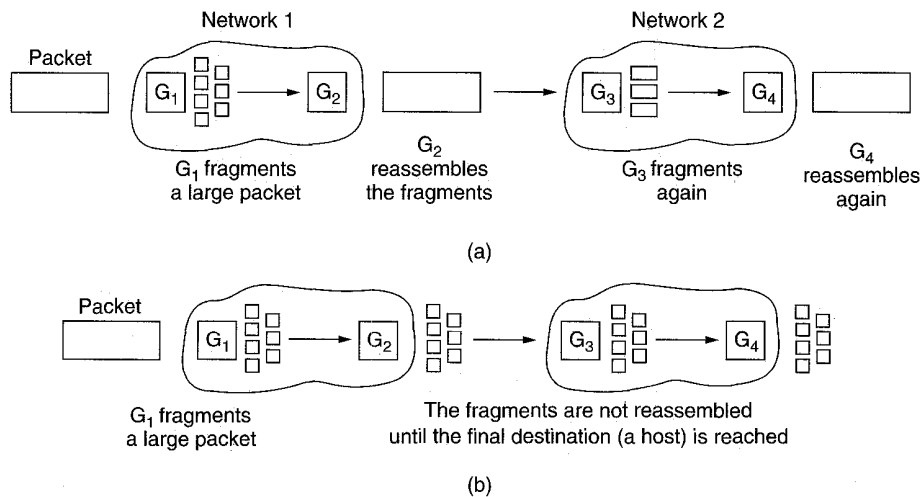 Network 1
Network 2
Packet
G1
G2
G3
G4
G1 fragments
a large packet
G2
reassembles
the fragments
G3 fragments
again
G4
reassembles
again
(a)
Packet
G1
G2
G3
G4
G1 fragments
a large packet
The fragments are not reassembled
until the final destination (a host) is reached
(b)